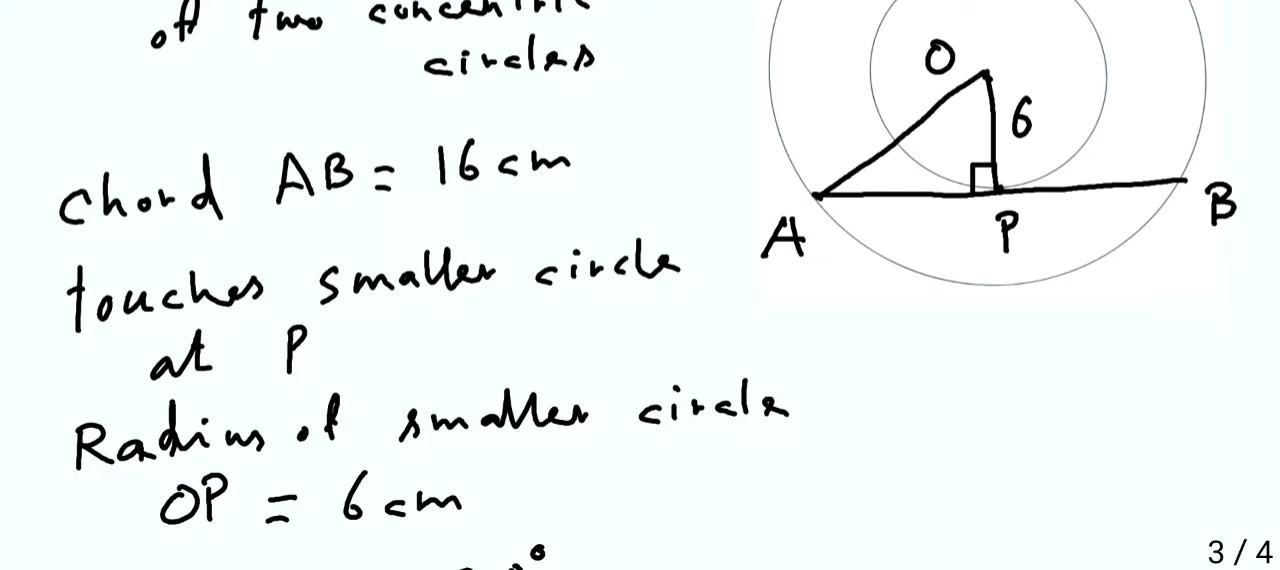 of two concentric
circles
O
6
chord AB = 16 cm
A
P
B
touches smaller circle
at P
Radius of smaller circle
OP = 6 cm
3 / 4